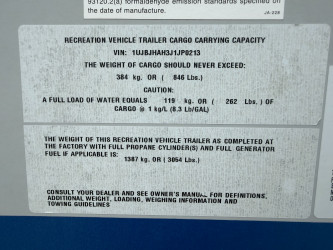 93120.2(a) formaldehyde emission standards specified on
the date of manufacture.
JA-228
RECREATION VEHICLE TRAILER CARGO CARRYING CAPACITY
VIN: 1UJBJHAH3J1JP0213
THE WEIGHT OF CARGO SHOULD NEVER EXCEED:
384 kg. OR ( 846 Lbs.)
CAUTION:
A FULL LOAD OF WATER EQUALS 119 kg. OR ( 262 Lbs. ) OF
CARGO @ 1 kg/L (8.3 Lb/GAL)
THE WEIGHT OF THIS RECREATION VEHICLE TRAILER AS COMPLETED AT
THE FACTORY WITH FULL PROPANE CYLINDER(S) AND FULL GENERATOR
FUEL IF APPLICABLE IS:
1387 kg. OR ( 3054 Lbs.)
CONSULT YOUR DEALER AND SEE OWNER'S MANUAL FOR DEFINITIONS,
ADDITIONAL WEIGHT, LOADING, WEIGHING INFORMATION AND
TOWING GUIDELINES